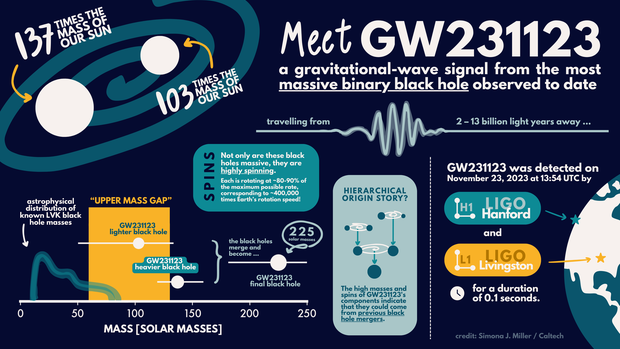 137 TIMES THE
MASS OF
OUR SUN
103 TIMES THE
MASS OF
OUR SUN
Meet GW231123
a gravitational-wave signal from the most
massive binary black hole observed to date
travelling from
2 – 13 billion light years away ...
SPINS
Not only are these black
holes massive, they are
highly spinning.
Each is rotating at ~80-90% of
the maximum possible rate,
corresponding to ~400,000
times Earth's rotation speed!
astrophysical
distribution of
known LVK black
hole masses
"UPPER MASS GAP"
GW231123
lighter black hole
GW231123
heavier black hole
the black holes
merge and
become ...
225
solar masses
GW231123
final black hole
0 50 100 150 200 250
MASS [SOLAR MASSES]
HIERARCHICAL
ORIGIN STORY?
The high masses and
spins of GW231123's
components indicate
that they could come
from previous black
hole mergers.
GW231123 was detected on
November 23, 2023 at 13:54 UTC by
H1 LIGO
Hanford
and
L1 LIGO
Livingston
for a duration
of 0.1 seconds.
credit: Simona J. Miller / Caltech